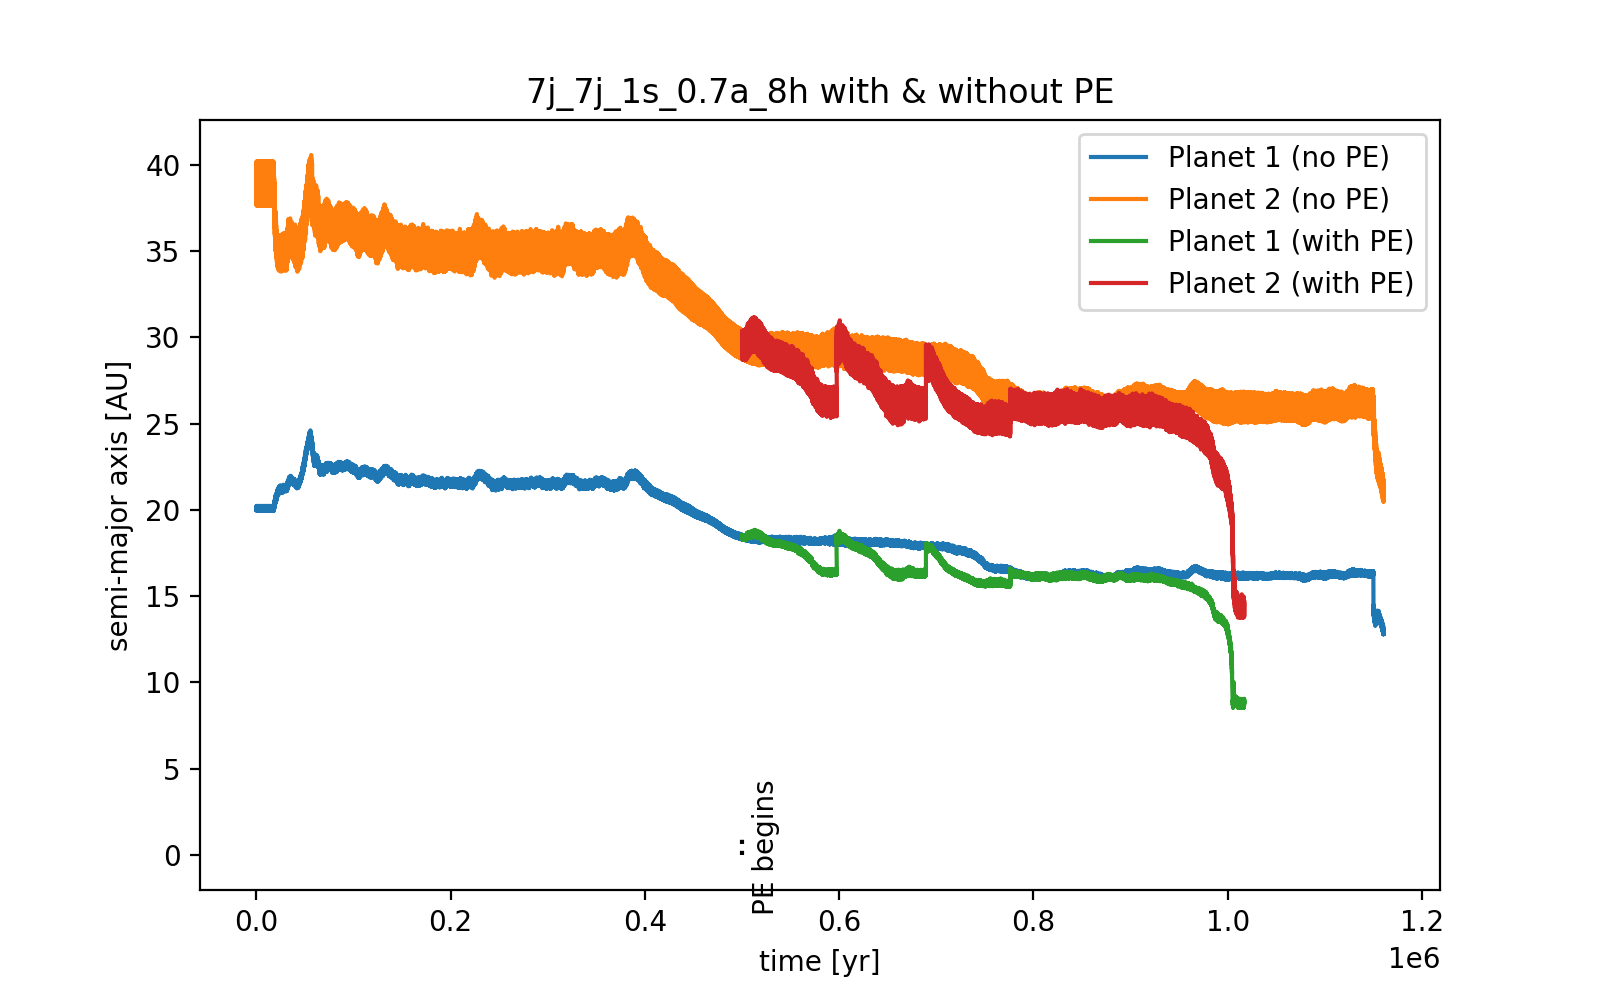 7j_7j_1s_0.7a_8h with & without PE
Planet 1 (no PE)
Planet 2 (no PE)
Planet 1 (with PE)
Planet 2 (with PE)
semi-major axis [AU]
40
35
30
25
20
15
10
5
0
PE begins
0.0
0.2
0.4
0.6
0.8
1.0
1.2
time [yr]
1e6